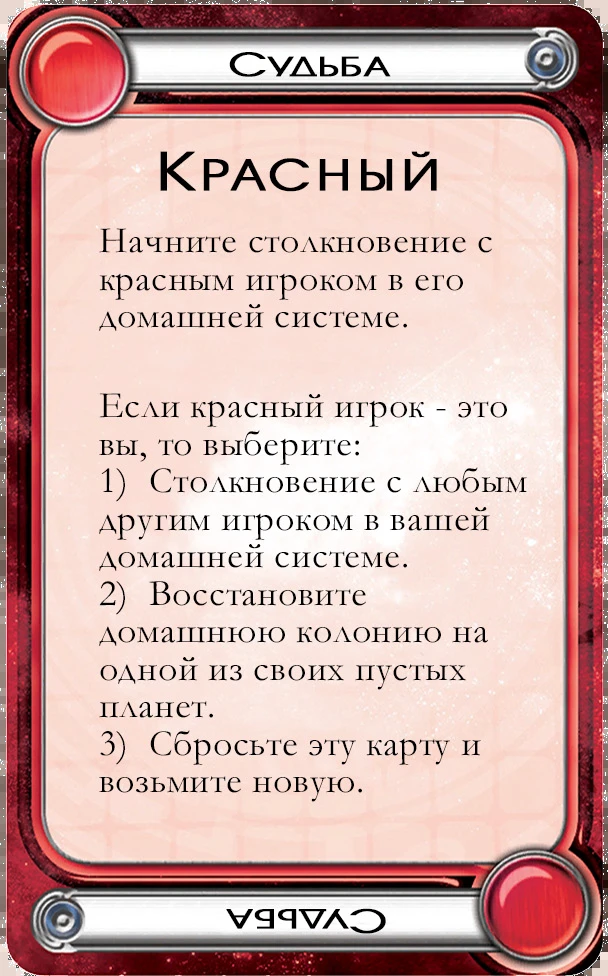 Судьба
Красный
Начните столкновение с
красным игроком в его
домашней системе.
Если красный игрок - это
вы, то выберите:
1) Столкновение с любым
другим игроком в вашей
домашней системе.
2) Восстановите
домашнюю колонию на
одной из своих пустых
планет.
3) Сбросьте эту карту и
возьмите новую.
Судьба